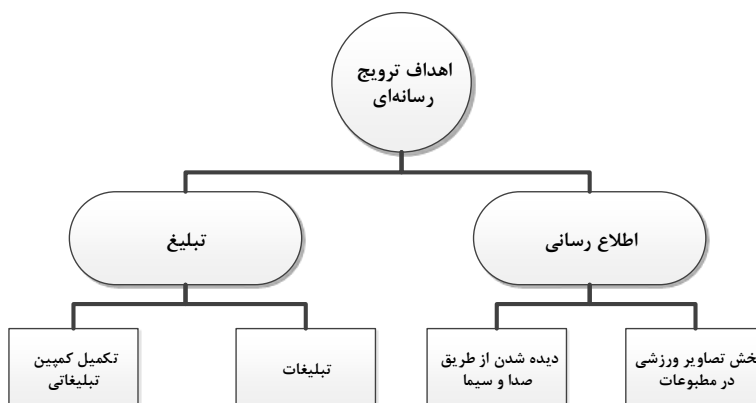 اهداف ترویج
رسانه‌ای
اطلاع رسانی
تبلیغ
خش تصاویر ورزشی
در مطبوعات
دیده شدن از طریق
صدا و سیما
تبلیغات
تکمیل کمپین
تبلیغاتی